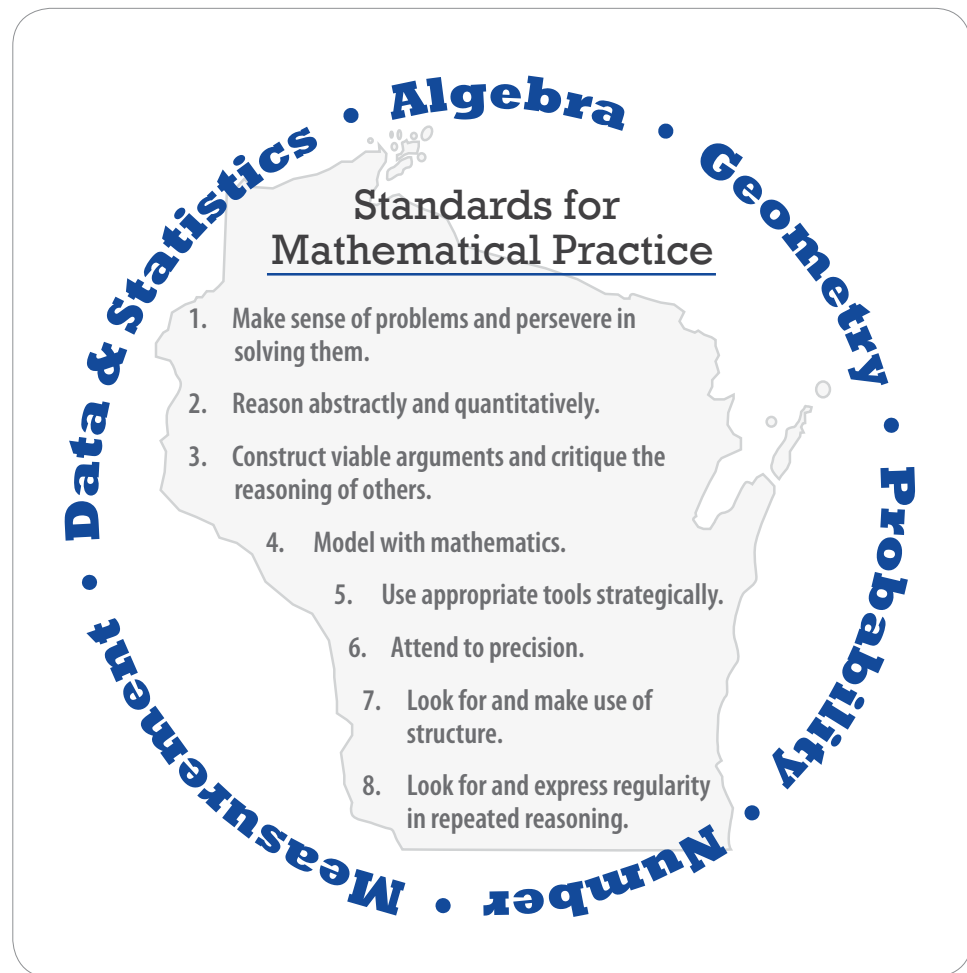 Algebra • Geometry • Probability • Number • Measurement • Data & Statistics •
Standards for
Mathematical Practice
1. Make sense of problems and persevere in
solving them.
2. Reason abstractly and quantitatively.
3. Construct viable arguments and critique the
reasoning of others.
4. Model with mathematics.
5. Use appropriate tools strategically.
6. Attend to precision.
7. Look for and make use of
structure.
8. Look for and express regularity
in repeated reasoning.